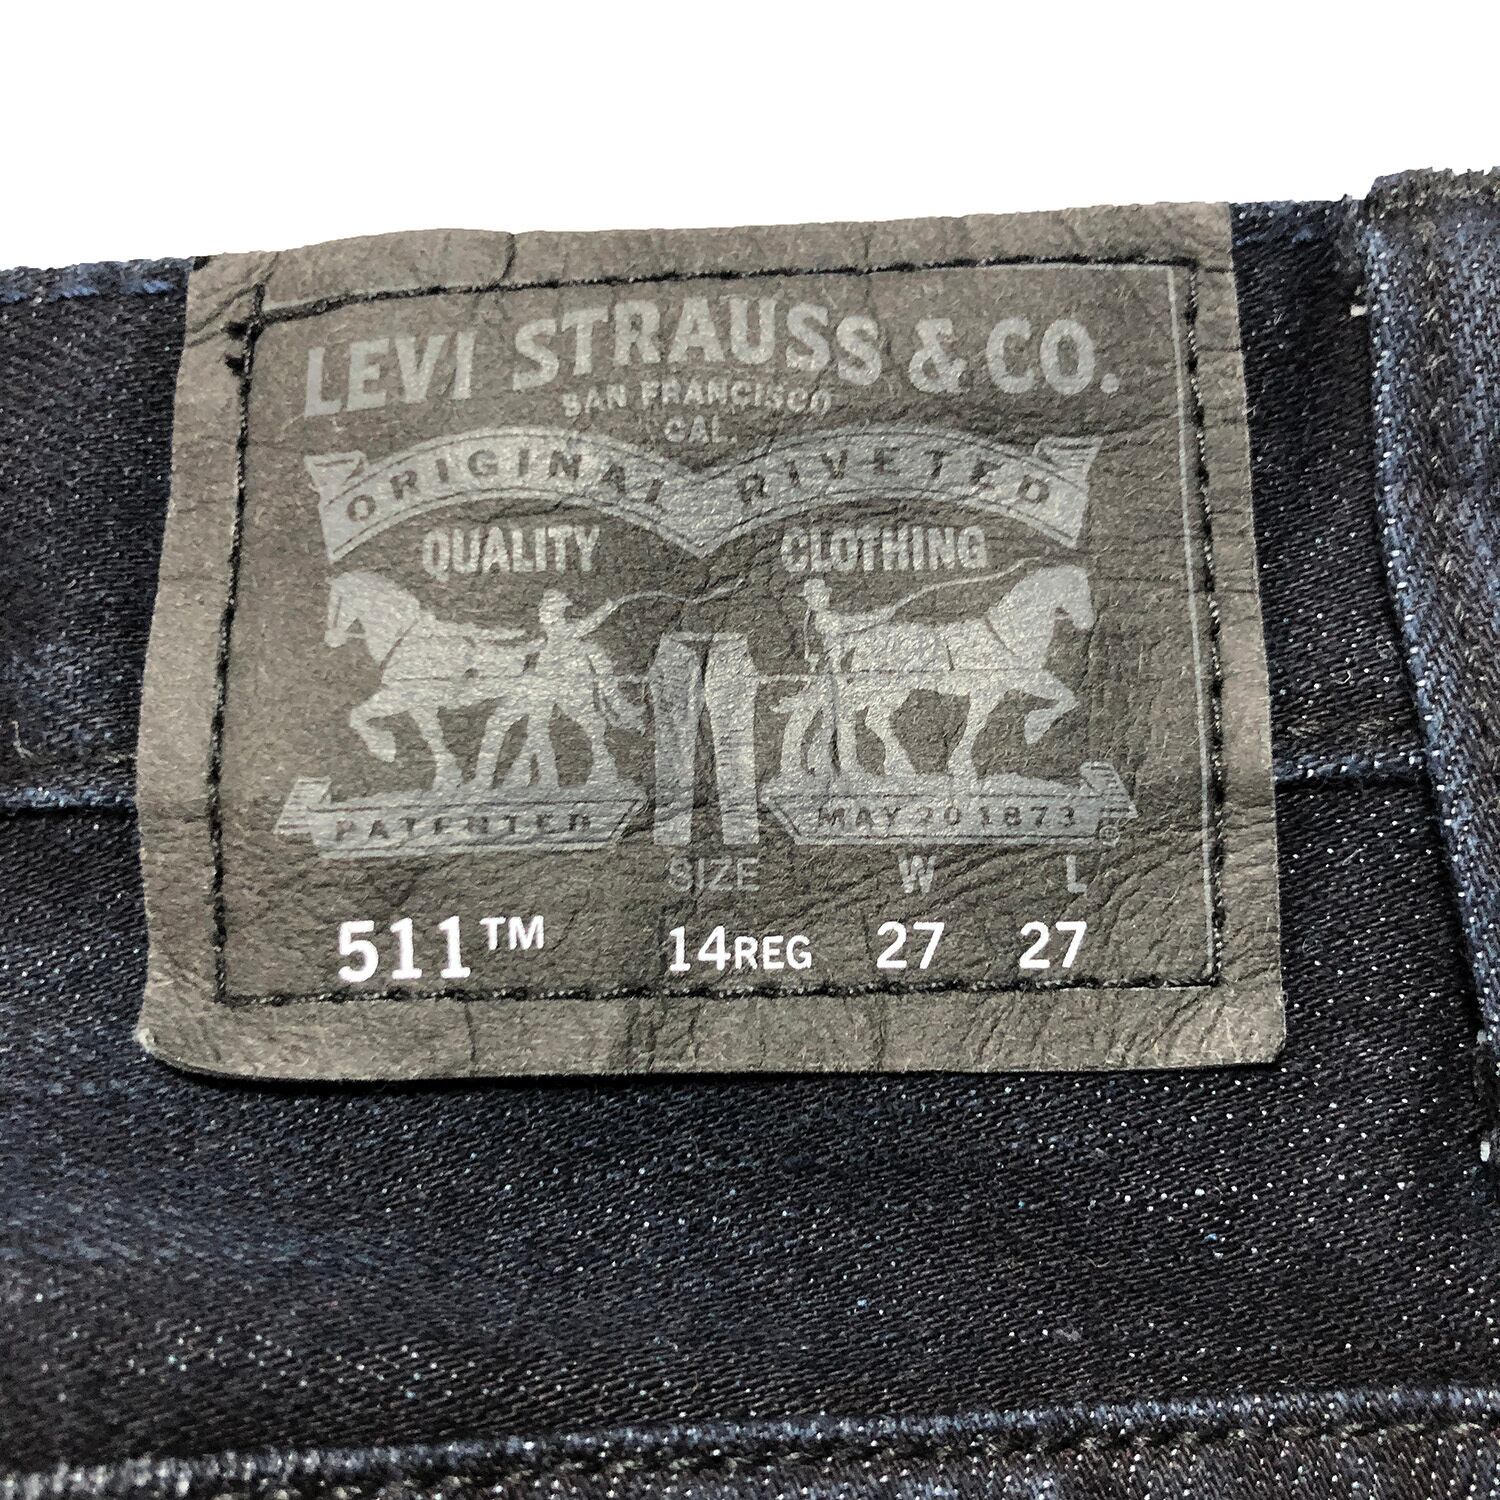 LEVI STRAUSS & CO.
SAN FRANCISCO
CAL.
ORIGINAL RIVETED
QUALITY CLOTHING
PATENTED MAY 20 1873 ®
SIZE W L
511™ 14REG 27 27